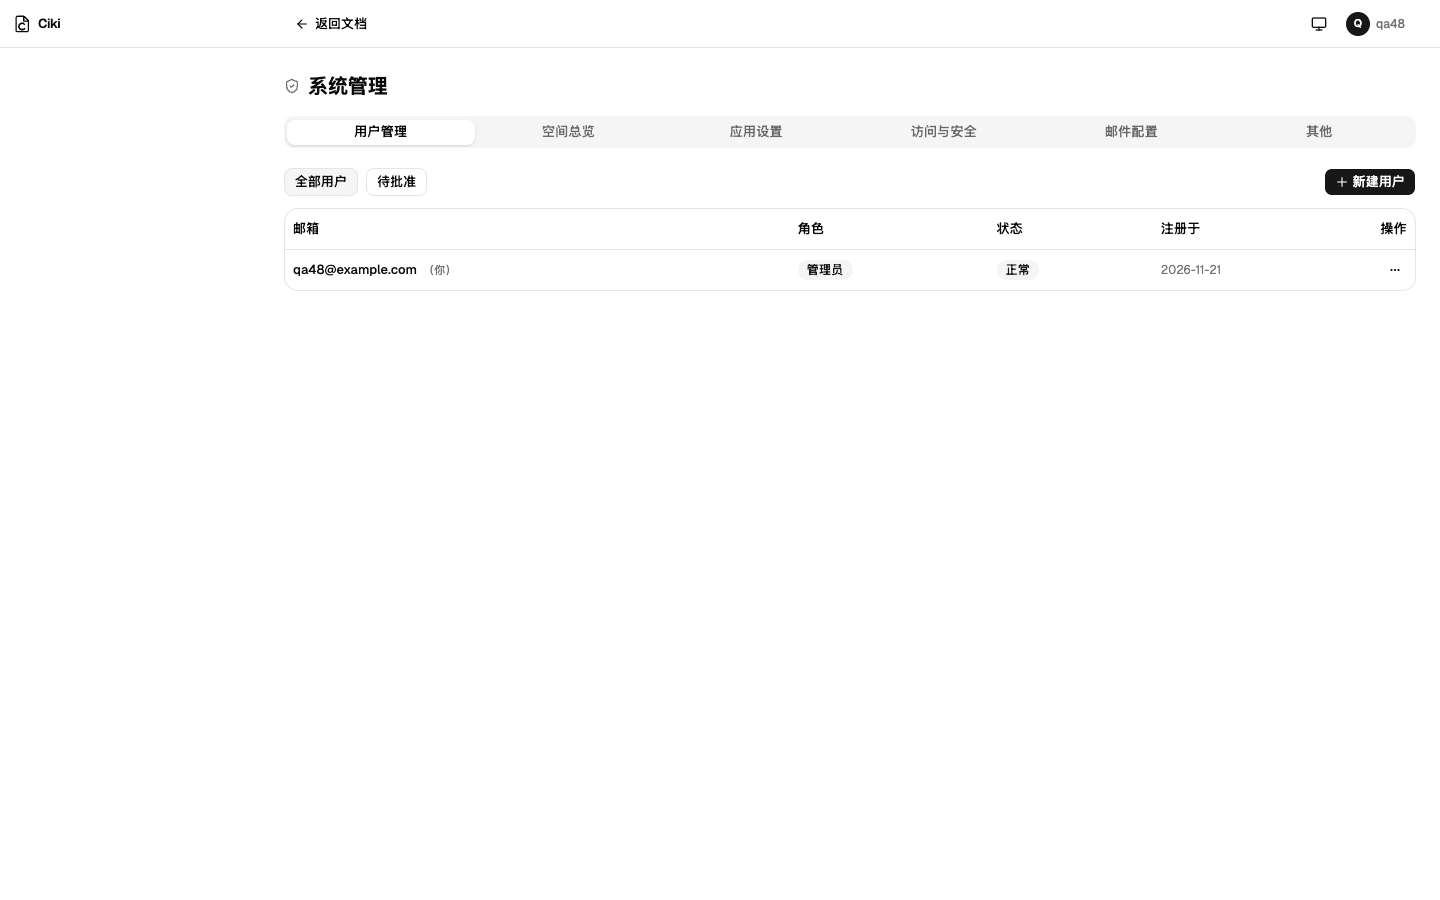 Ciki
返回文档
Q qa48
系统管理
用户管理 空间总览 应用设置 访问与安全 邮件配置 其他
全部用户 待批准 新建用户
邮箱 角色 状态 注册于 操作
qa48@example.com （你） 管理员 正常 2026-11-21 ···